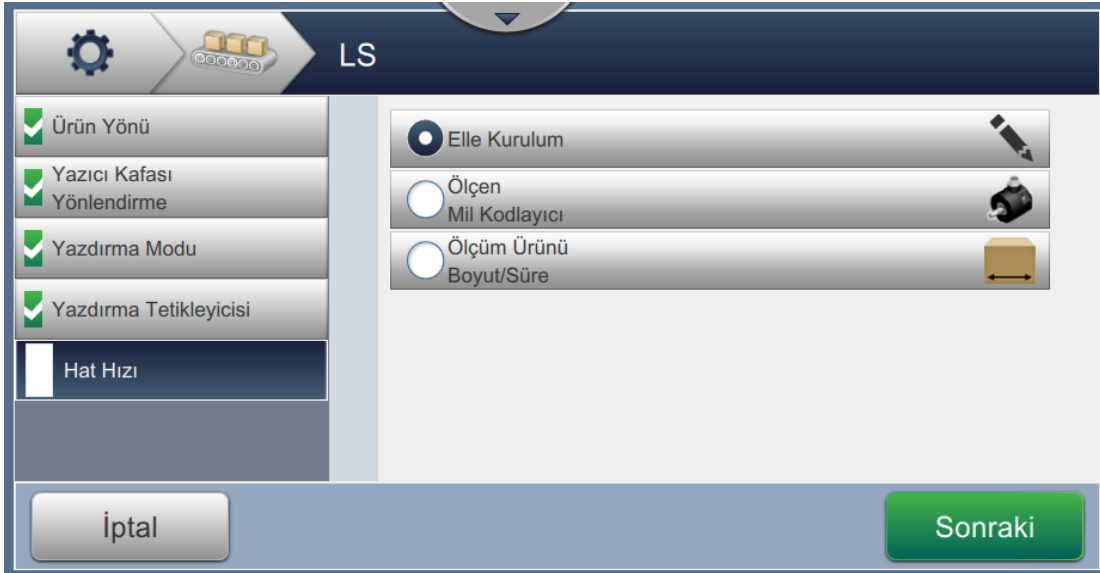 LS
Ürün Yönü
Yazıcı Kafası
Yönlendirme
Yazdırma Modu
Yazdırma Tetikleyicisi
Hat Hızı
Elle Kurulum
Ölçen
Mil Kodlayıcı
Ölçüm Ürünü
Boyut/Süre
İptal
Sonraki